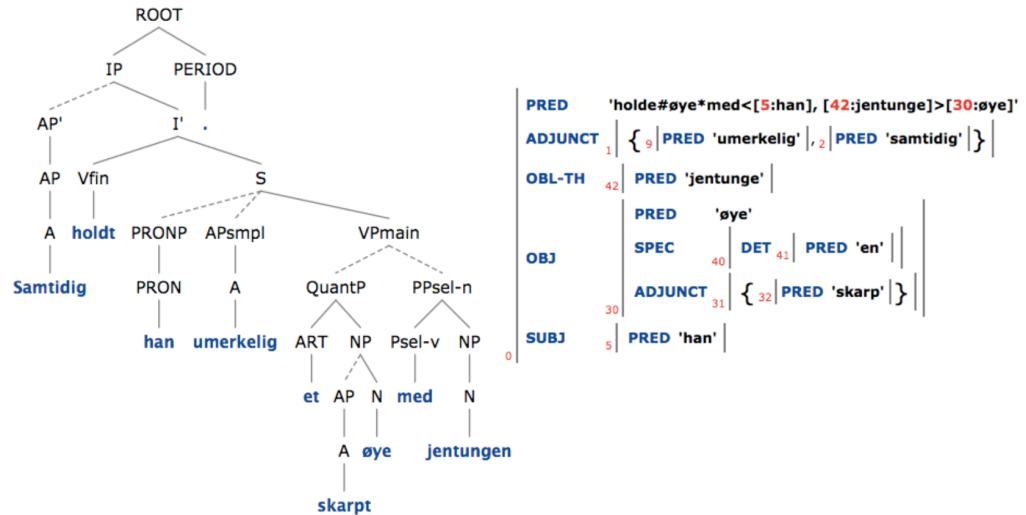 ROOT
IP PERIOD
AP' I' .
AP Vfin S
A holdt PRONP APsmpl VPmain
Samtidig PRON A QuantP PPsel-n
han umerkelig ART NP Psel-v NP
et AP N med N
A øye jentungen
skarpt
PRED 'holde#øye*med<[5:han], [42:jentunge]>[30:øye]'
ADJUNCT 1 { 9 PRED 'umerkelig' , 2 PRED 'samtidig' }
OBL-TH 42 PRED 'jentunge'
PRED 'øye'
SPEC 40 DET 41 PRED 'en'
OBJ
ADJUNCT 31 { 32 PRED 'skarp' }
30
SUBJ 5 PRED 'han'
0